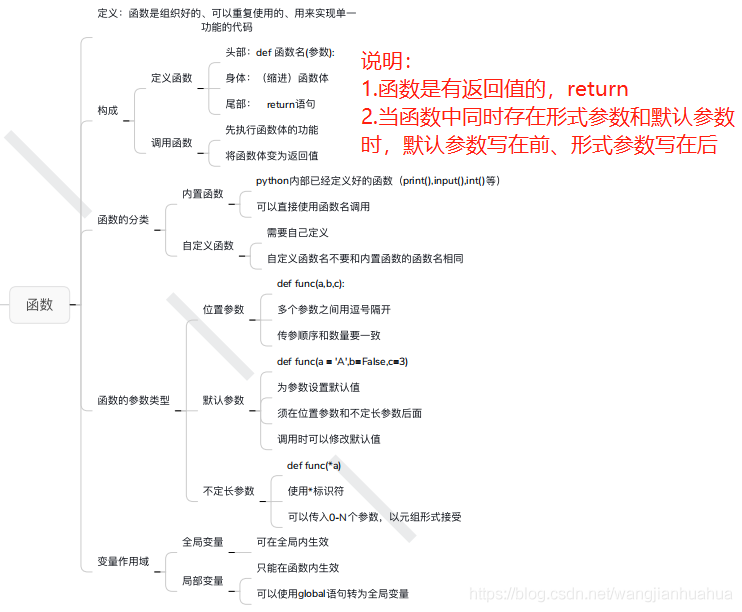 定义：函数是组织好的、可以重复使用的、用来实现单一
功能的代码
头部：def 函数名(参数):
定义函数
身体：（缩进）函数体
构成
尾部： return语句
调用函数
先执行函数体的功能
将函数体变为返回值
说明：
1.函数是有返回值的，return
2.当函数中同时存在形式参数和默认参数
时，默认参数写在前、形式参数写在后
函数的分类
内置函数
python内部已经定义好的函数（print(),input(),int()等）
可以直接使用函数名调用
自定义函数
需要自己定义
自定义函数名不要和内置函数的函数名相同
函数
函数的参数类型
位置参数
def func(a,b,c):
多个参数之间用逗号隔开
传参顺序和数量要一致
默认参数
def func(a = 'A',b=False,c=3)
为参数设置默认值
须在位置参数和不定长参数后面
调用时可以修改默认值
不定长参数
def func(*a)
使用*标识符
可以传入0-N个参数，以元组形式接受
变量作用域
全局变量
可在全局内生效
局部变量
只能在函数内生效
可以使用global语句转为全局变量
https://blog.csdn.net/wangjianhuahua